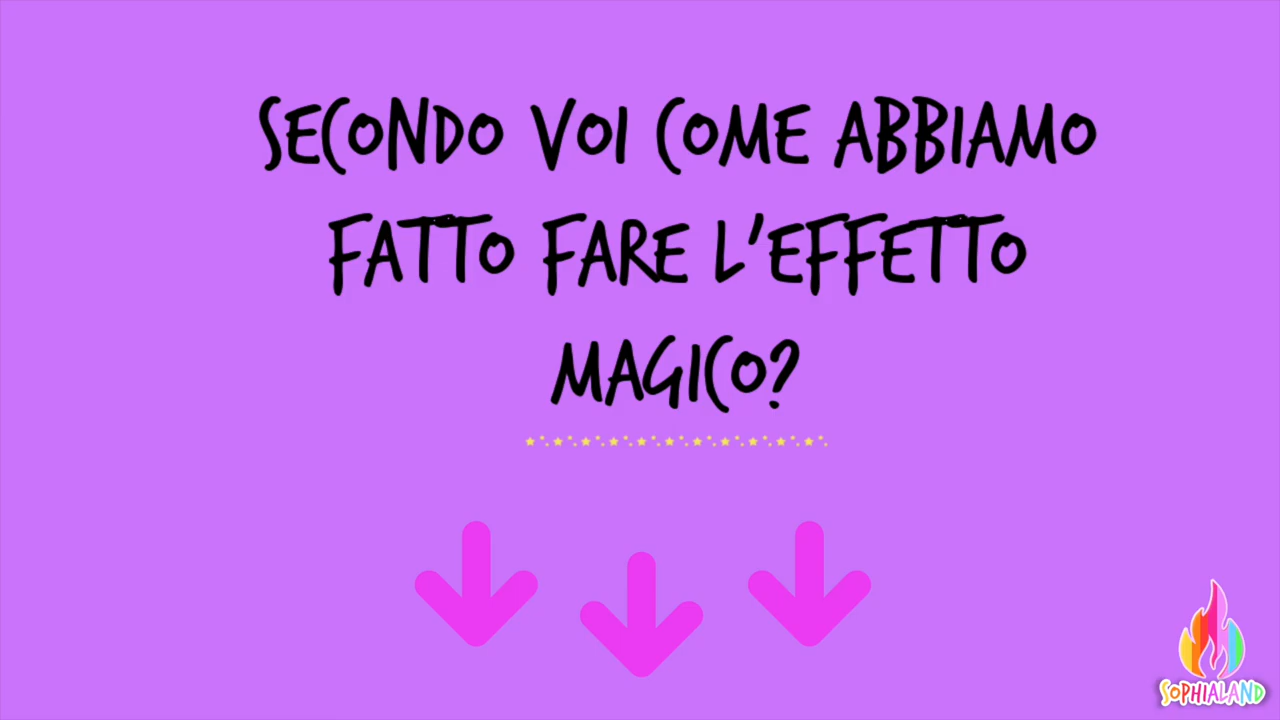 SECONDO VOI COME ABBIAMO
FATTO FARE L'EFFETTO
MAGICO?
SOPHIALAND